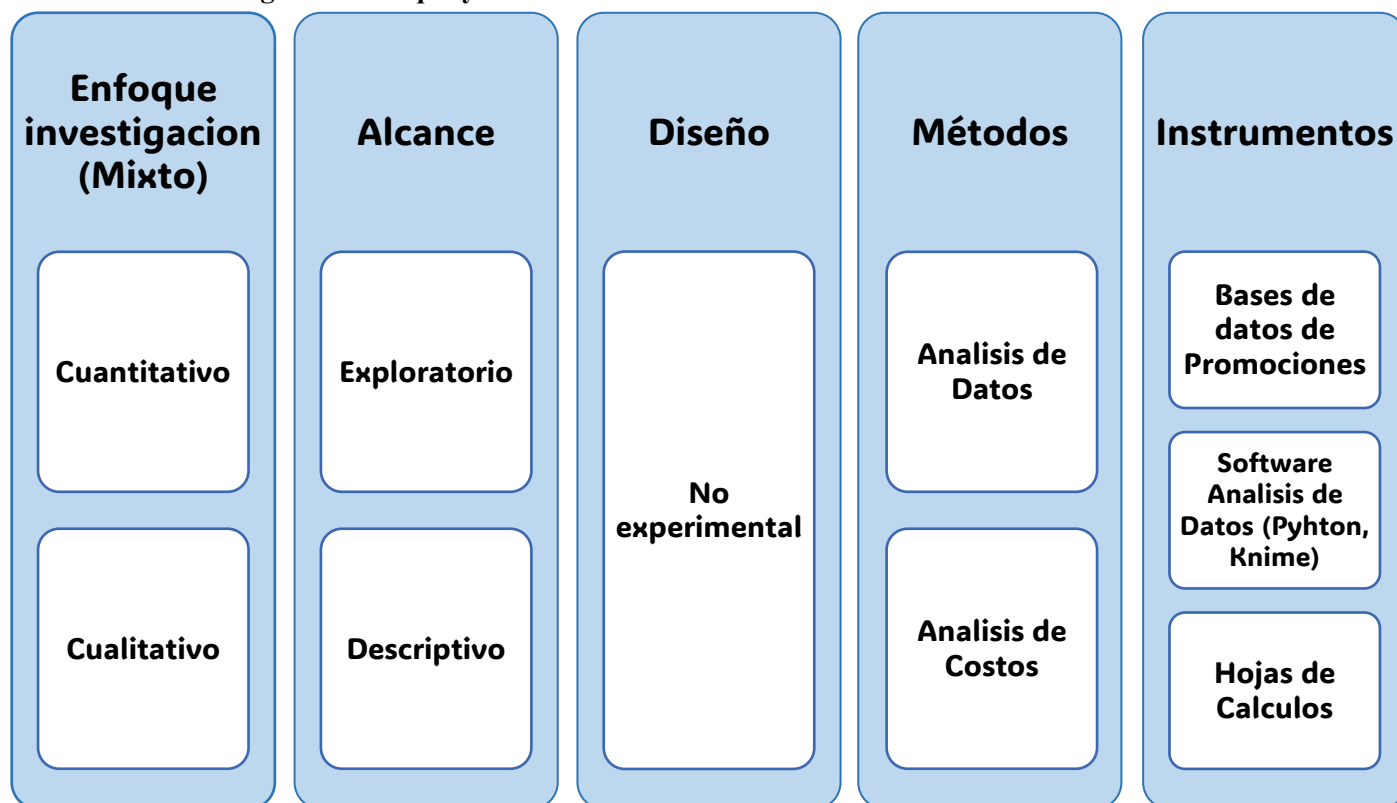 Enfoque
investigacion
(Mixto)
Cuantitativo
Cualitativo
Alcance
Exploratorio
Descriptivo
Diseño
No
experimental
Métodos
Analisis de
Datos
Analisis de
Costos
Instrumentos
Bases de
datos de
Promociones
Software
Analisis de
Datos (Pyhton,
Knime)
Hojas de
Calculos